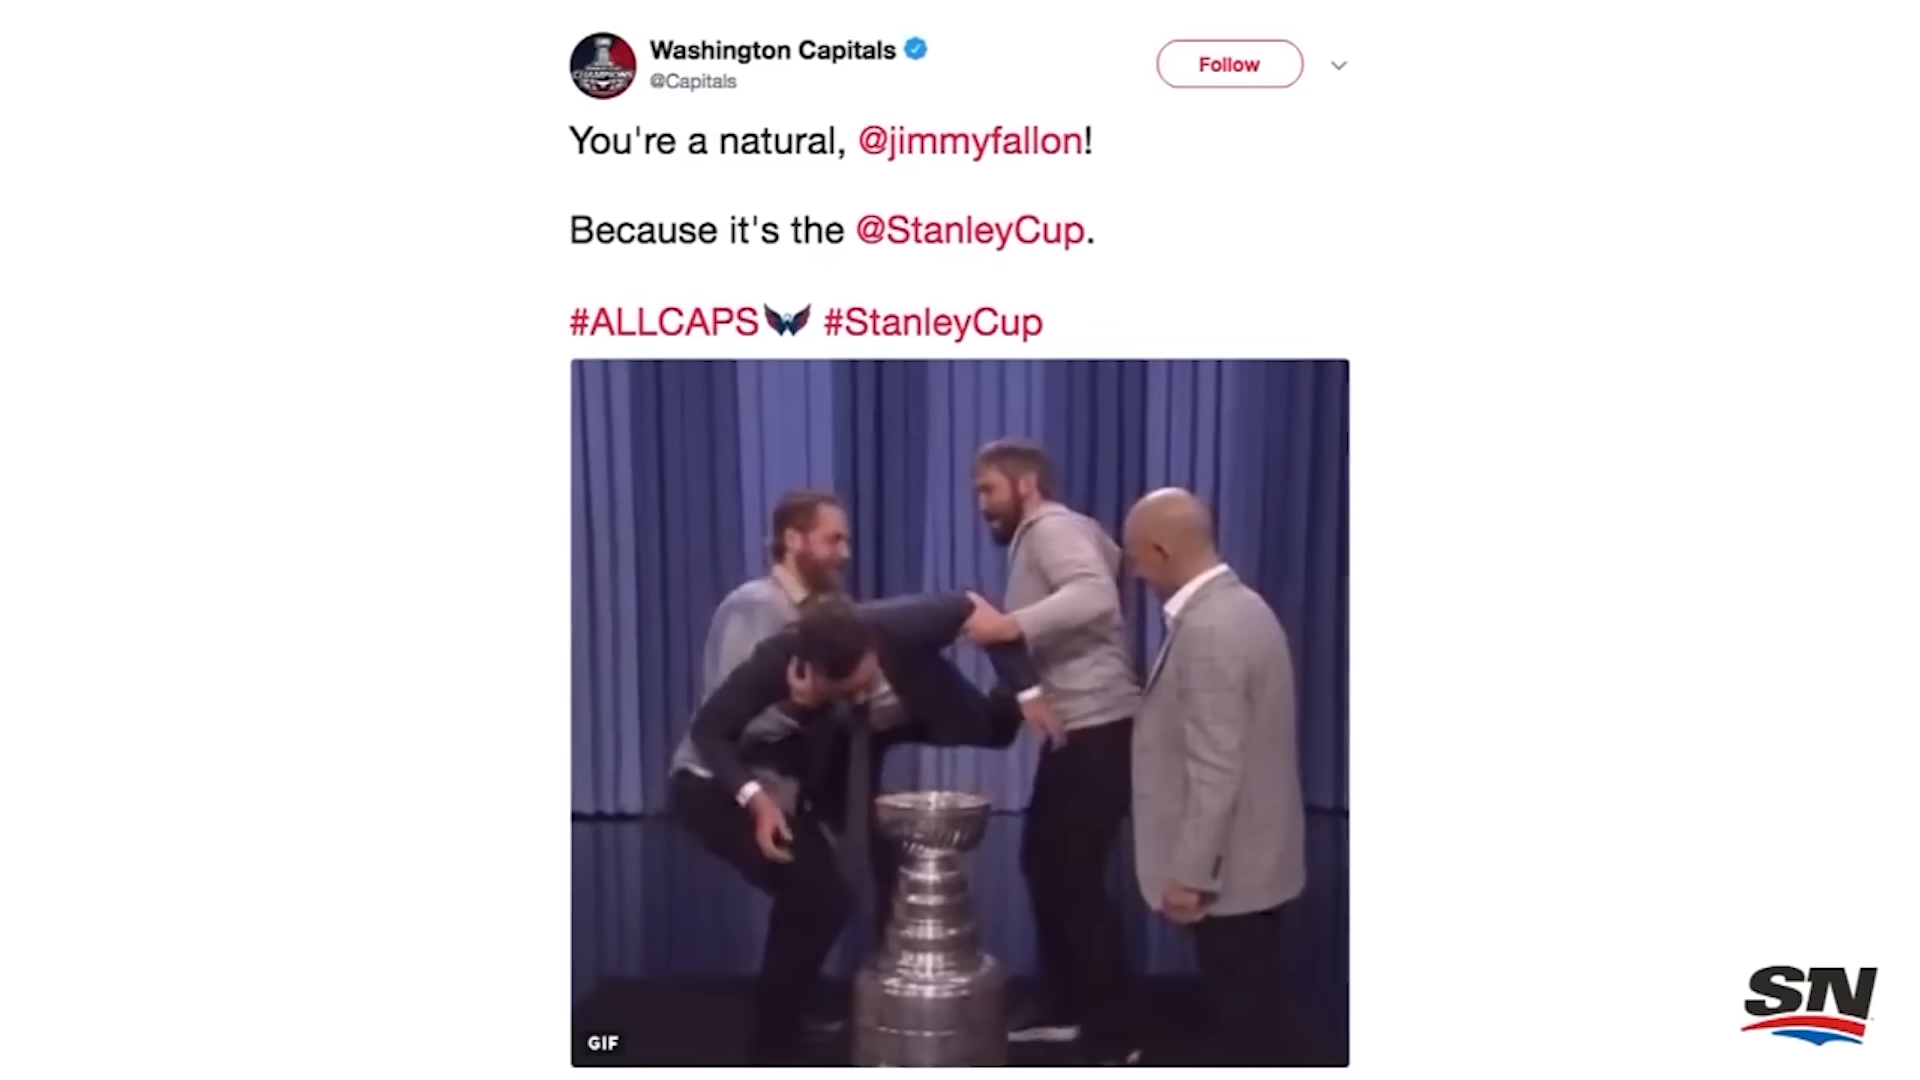 Washington Capitals
@Capitals
Follow
You're a natural, @jimmyfallon!
Because it's the @StanleyCup.
#ALLCAPS #StanleyCup
GIF
SN